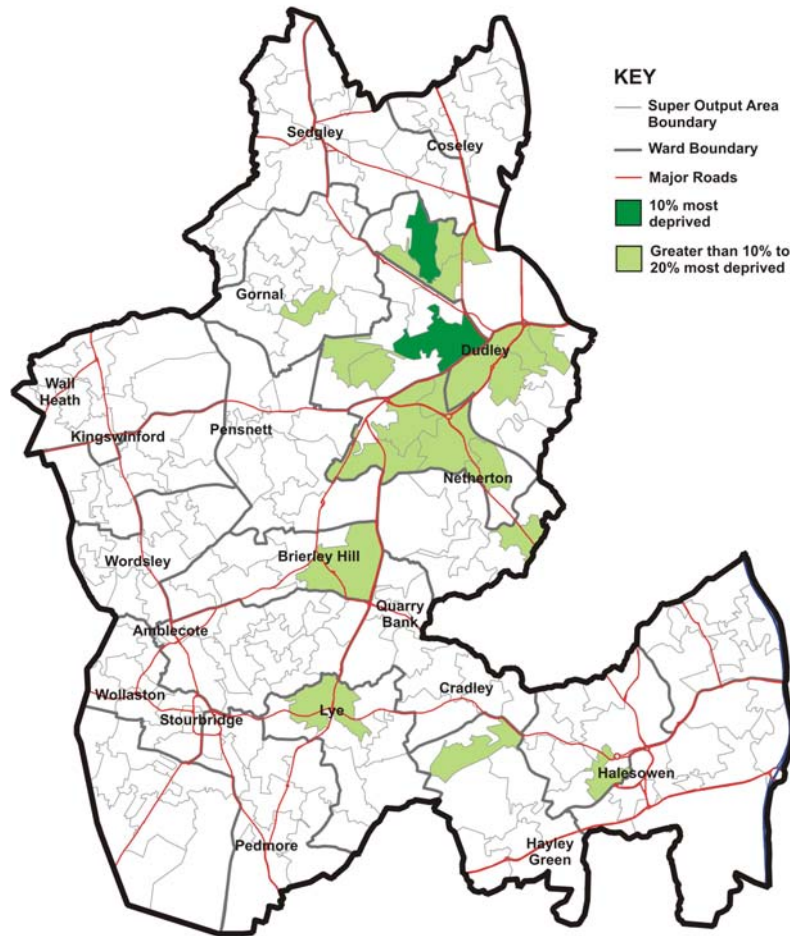 KEY
Super Output Area
Boundary
Ward Boundary
Major Roads
10% most
deprived
Greater than 10% to
20% most deprived
Sedgley
Coseley
Gornal
Dudley
Wall
Heath
Kingswinford
Pensnett
Netherton
Brierley Hill
Wordsley
Quarry
Bank
Amblecote
Cradley
Wollaston
Stourbridge
Lye
Halesowen
Pedmore
Hayley
Green